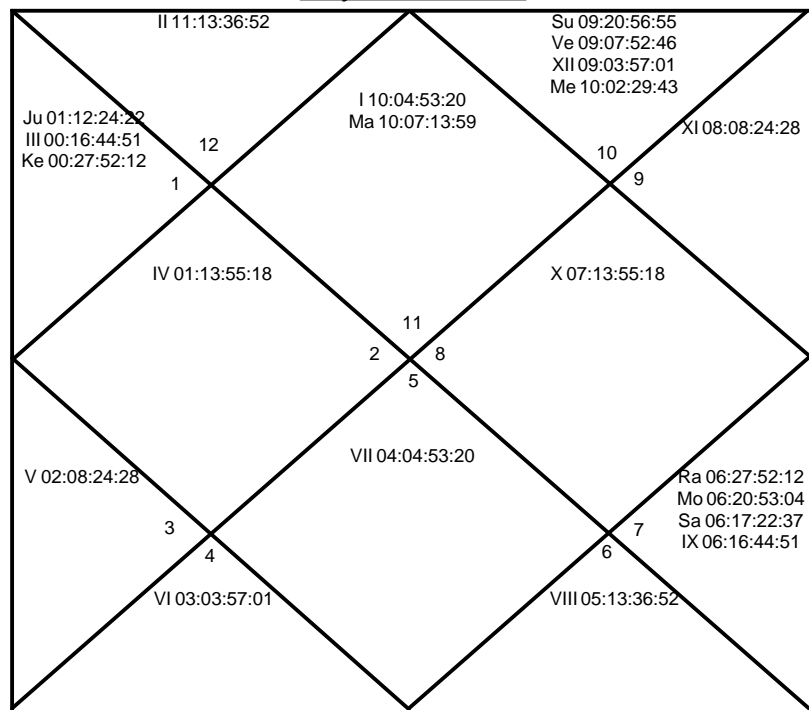 II 11:13:36:52
Su 09:20:56:55
Ve 09:07:52:46
XII 09:03:57:01
Me 10:02:29:43
I 10:04:53:20
Ma 10:07:13:59
Ju 01:12:24:22
III 00:16:44:51
Ke 00:27:52:12
XI 08:08:24:28
12
10
1
9
IV 01:13:55:18
X 07:13:55:18
11
2
8
5
VII 04:04:53:20
V 02:08:24:28
Ra 06:27:52:12
Mo 06:20:53:04
Sa 06:17:22:37
IX 06:16:44:51
3
7
4
6
VI 03:03:57:01
VIII 05:13:36:52